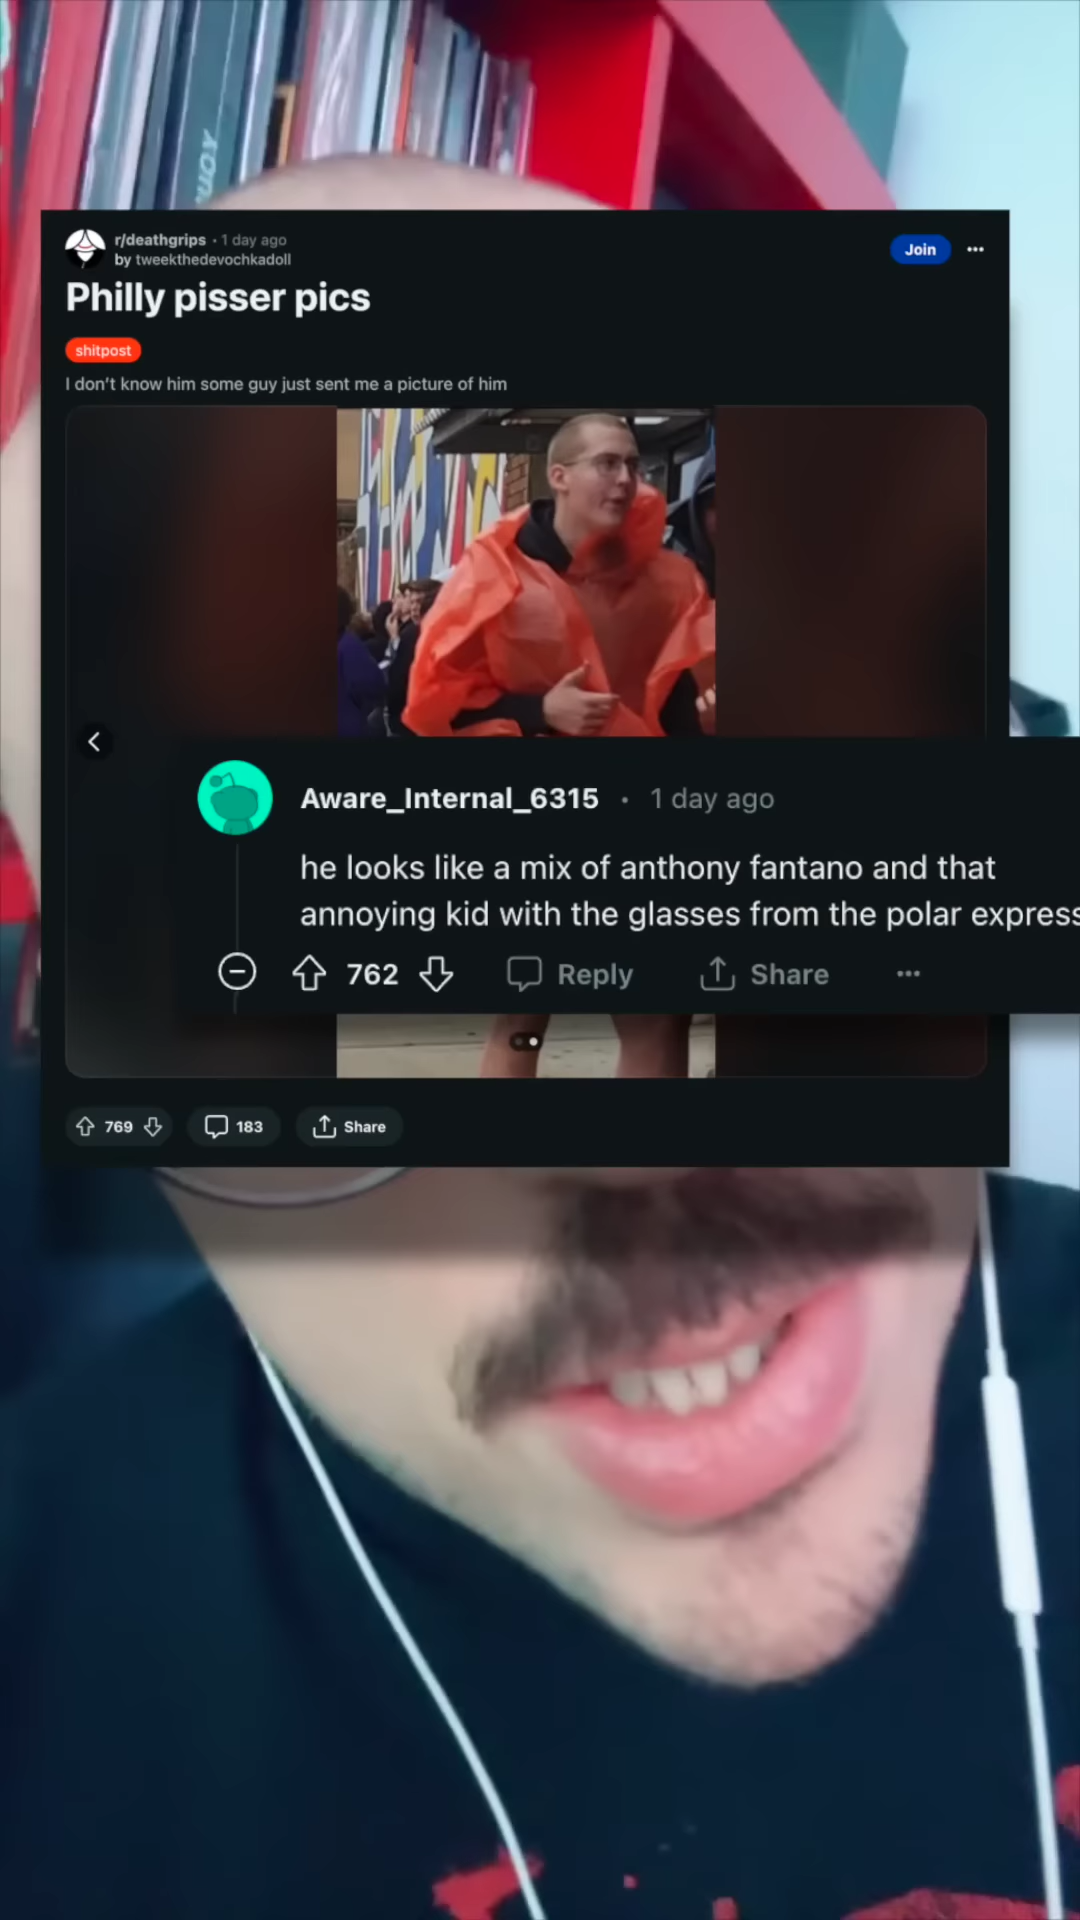 r/deathgrips · 1 day ago
by tweekthedevochkadoll
Join
Philly pisser pics
shitpost
I don't know him some guy just sent me a picture of him
Aware_Internal_6315 · 1 day ago
he looks like a mix of anthony fantano and that
annoying kid with the glasses from the polar express
762 Reply Share
769 183 Share